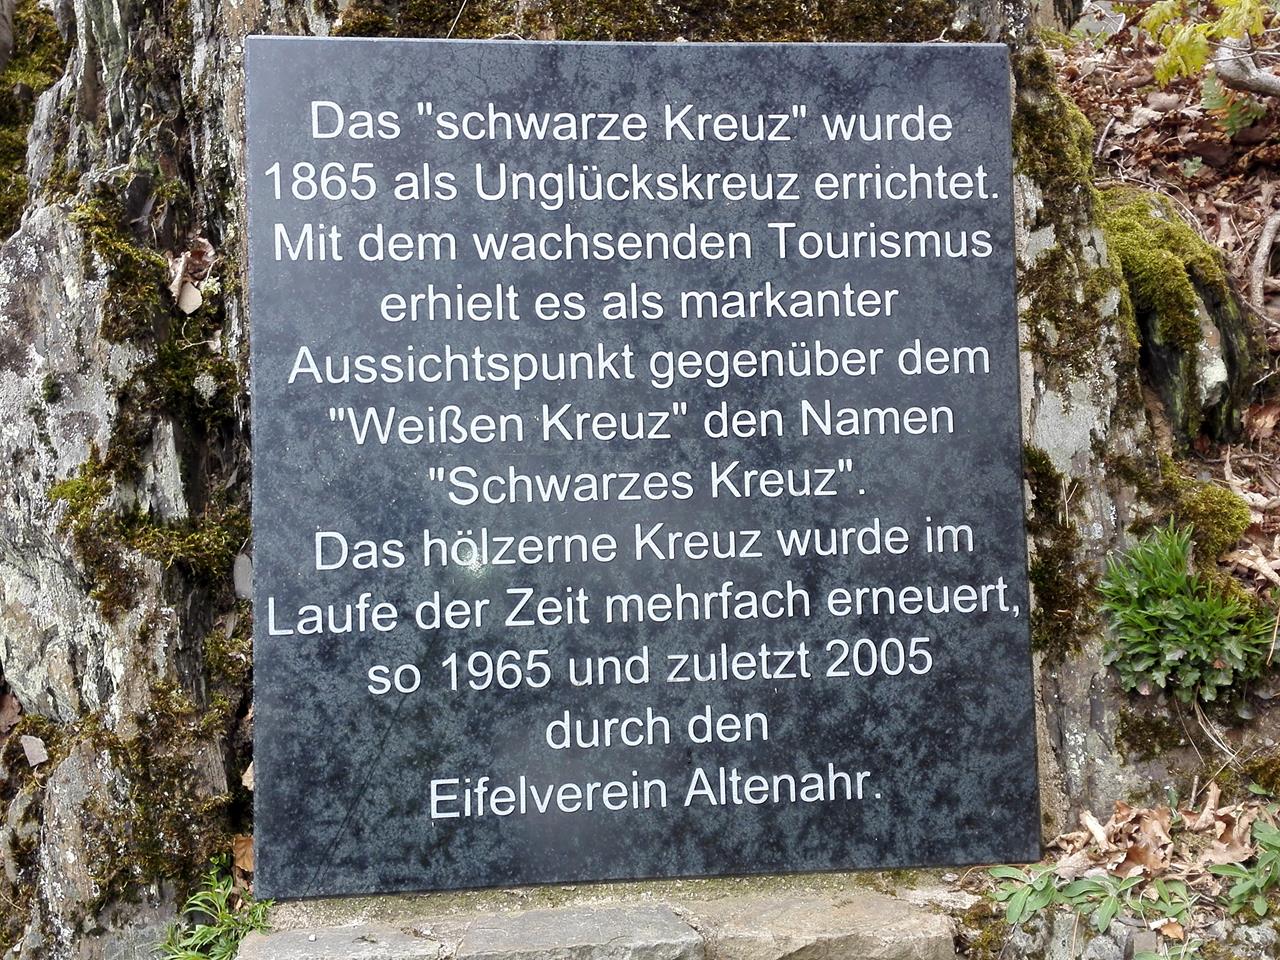 Das "schwarze Kreuz" wurde
1865 als Unglückskreuz errichtet.
Mit dem wachsenden Tourismus
erhielt es als markanter
Aussichtspunkt gegenüber dem
"Weißen Kreuz" den Namen
"Schwarzes Kreuz".
Das hölzerne Kreuz wurde im
Laufe der Zeit mehrfach erneuert,
so 1965 und zuletzt 2005
durch den
Eifelverein Altenahr.